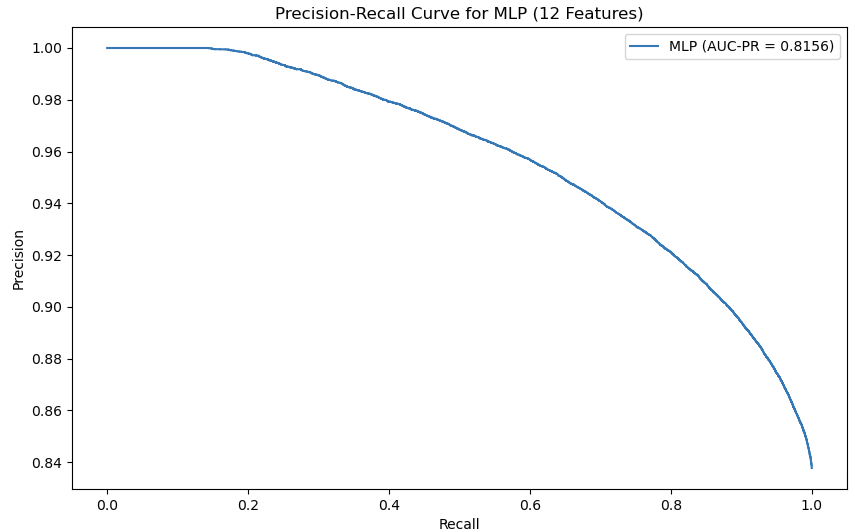 Precision-Recall Curve for MLP (12 Features)
MLP (AUC-PR = 0.8156)
1.00
0.98
0.96
0.94
0.92
0.90
0.88
0.86
0.84
Precision
0.0 0.2 0.4 0.6 0.8 1.0
Recall